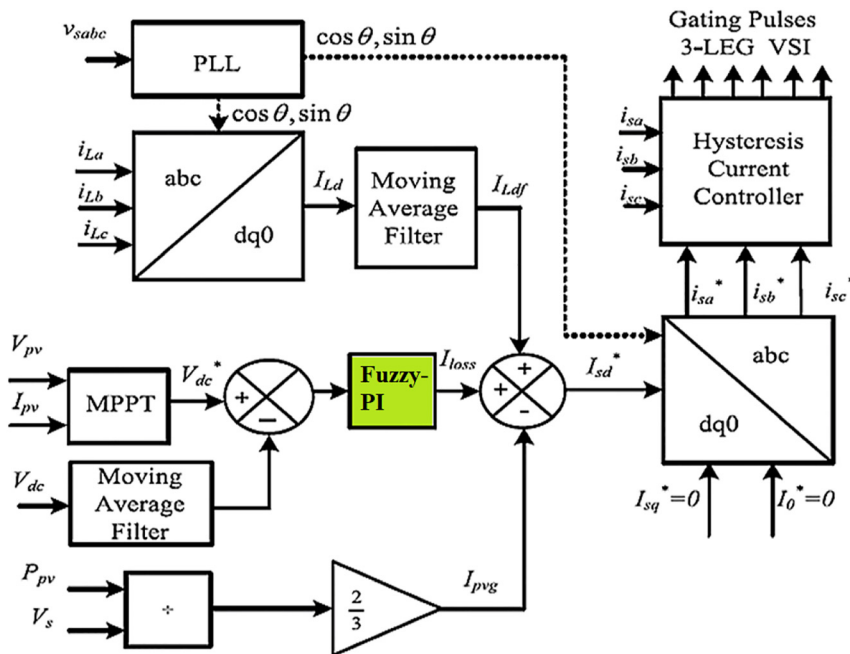 v_sabc
PLL
cos θ, sin θ
cos θ, sin θ
Gating Pulses
3-LEG VSI
i_sa
i_sb
i_sc
Hysteresis
Current
Controller
i_La
i_Lb
i_Lc
abc
dq0
I_Ld
Moving
Average
Filter
I_Ldf
i_sa*
i_sb*
i_sc*
V_pv
I_pv
MPPT
V_dc*
+
−
Fuzzy-
PI
I_loss
+
+
-
I_sd*
abc
dq0
V_dc
Moving
Average
Filter
I_sq*=0
I_0*=0
P_pv
V_s
÷
2
3
I_pvg